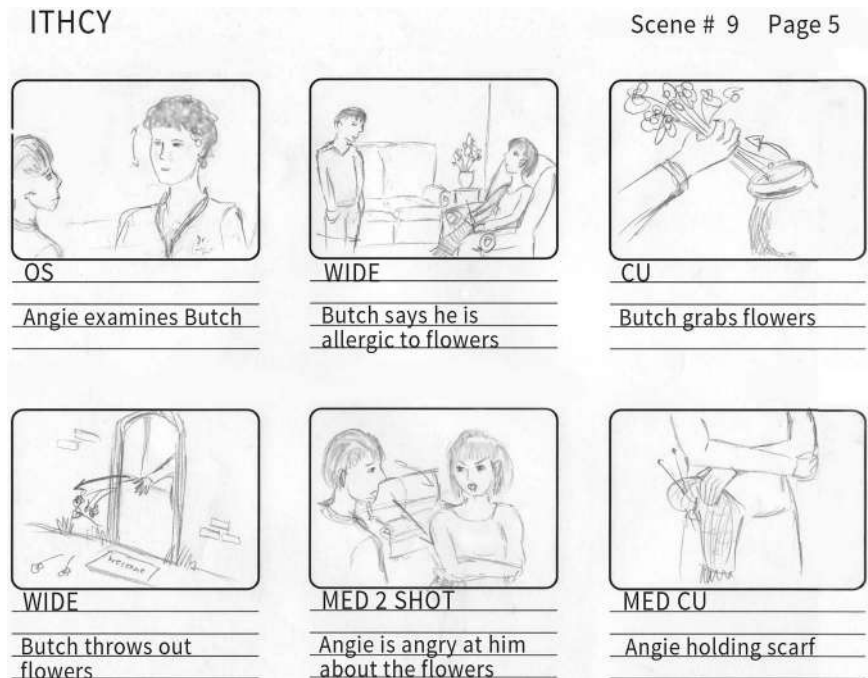 ITHCY
Scene # 9 Page 5
OS
Angie examines Butch
WIDE
Butch says he is
allergic to flowers
CU
Butch grabs flowers
welcome
WIDE
Butch throws out
flowers
MED 2 SHOT
Angie is angry at him
about the flowers
MED CU
Angie holding scarf